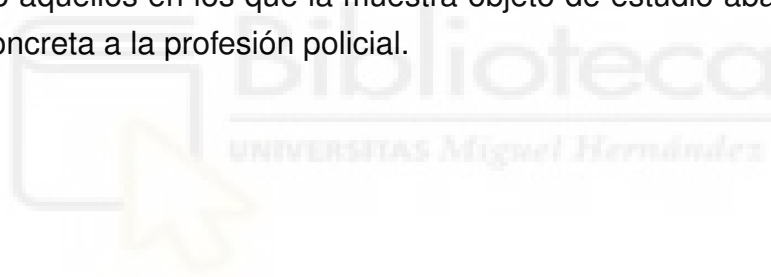 o aquellos en los que la muestra objeto de estudio aba
oncreta a la profesión policial.
Biblioteca
UNIVERSITAS Miguel Hernández